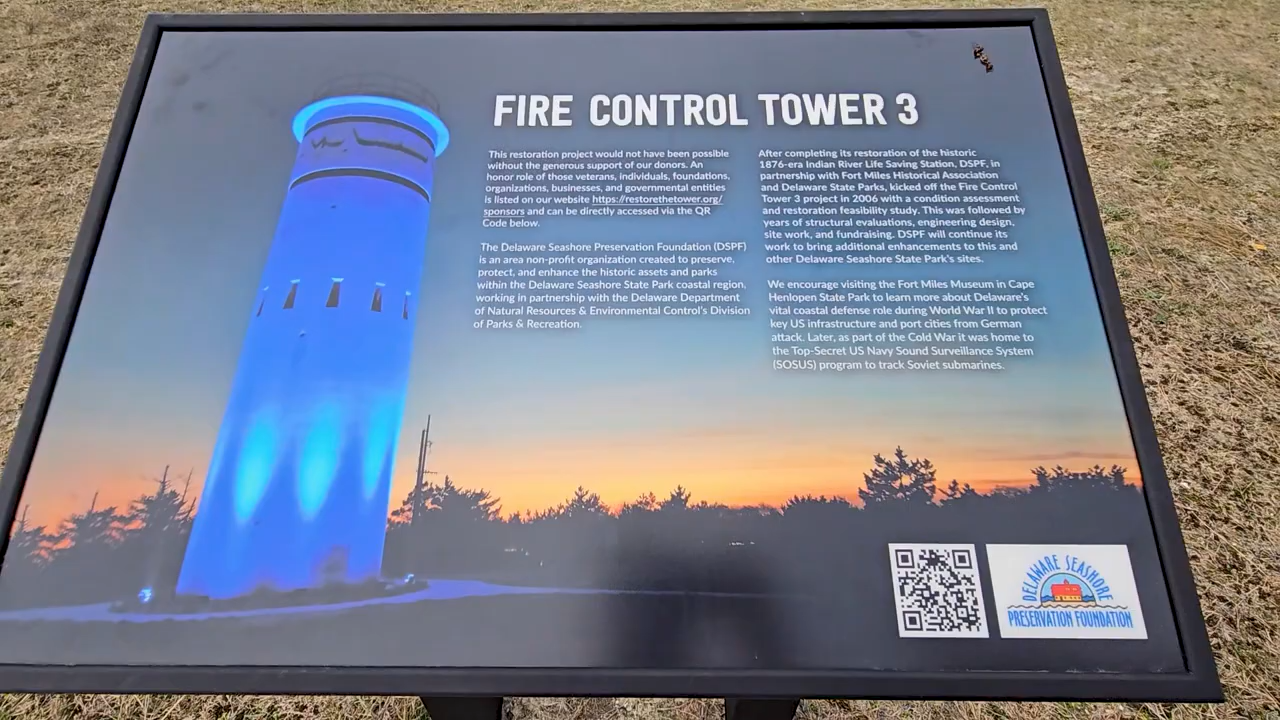 FIRE CONTROL TOWER 3
This restoration project would not have been possible
without the generous support of our donors. An
honor role of those veterans, individuals, foundations,
organizations, businesses, and governmental entities
is listed on our website https://restorethetower.org/
sponsors and can be directly accessed via the QR
Code below.
The Delaware Seashore Preservation Foundation (DSPF)
is an area non-profit organization created to preserve,
protect, and enhance the historic assets and parks
within the Delaware Seashore State Park coastal region,
working in partnership with the Delaware Department
of Natural Resources & Environmental Control's Division
of Parks & Recreation.
After completing its restoration of the historic
1876-era Indian River Life Saving Station, DSPF, in
partnership with Fort Miles Historical Association
and Delaware State Parks, kicked off the Fire Control
Tower 3 project in 2006 with a condition assessment
and restoration feasibility study. This was followed by
years of structural evaluations, engineering design,
site work, and fundraising. DSPF will continue its
work to bring additional enhancements to this and
other Delaware Seashore State Park's sites.
We encourage visiting the Fort Miles Museum in Cape
Henlopen State Park to learn more about Delaware's
vital coastal defense role during World War II to protect
key US infrastructure and port cities from German
attack. Later, as part of the Cold War it was home to
the Top-Secret US Navy Sound Surveillance System
(SOSUS) program to track Soviet submarines.
DELAWARE SEASHORE
PRESERVATION FOUNDATION